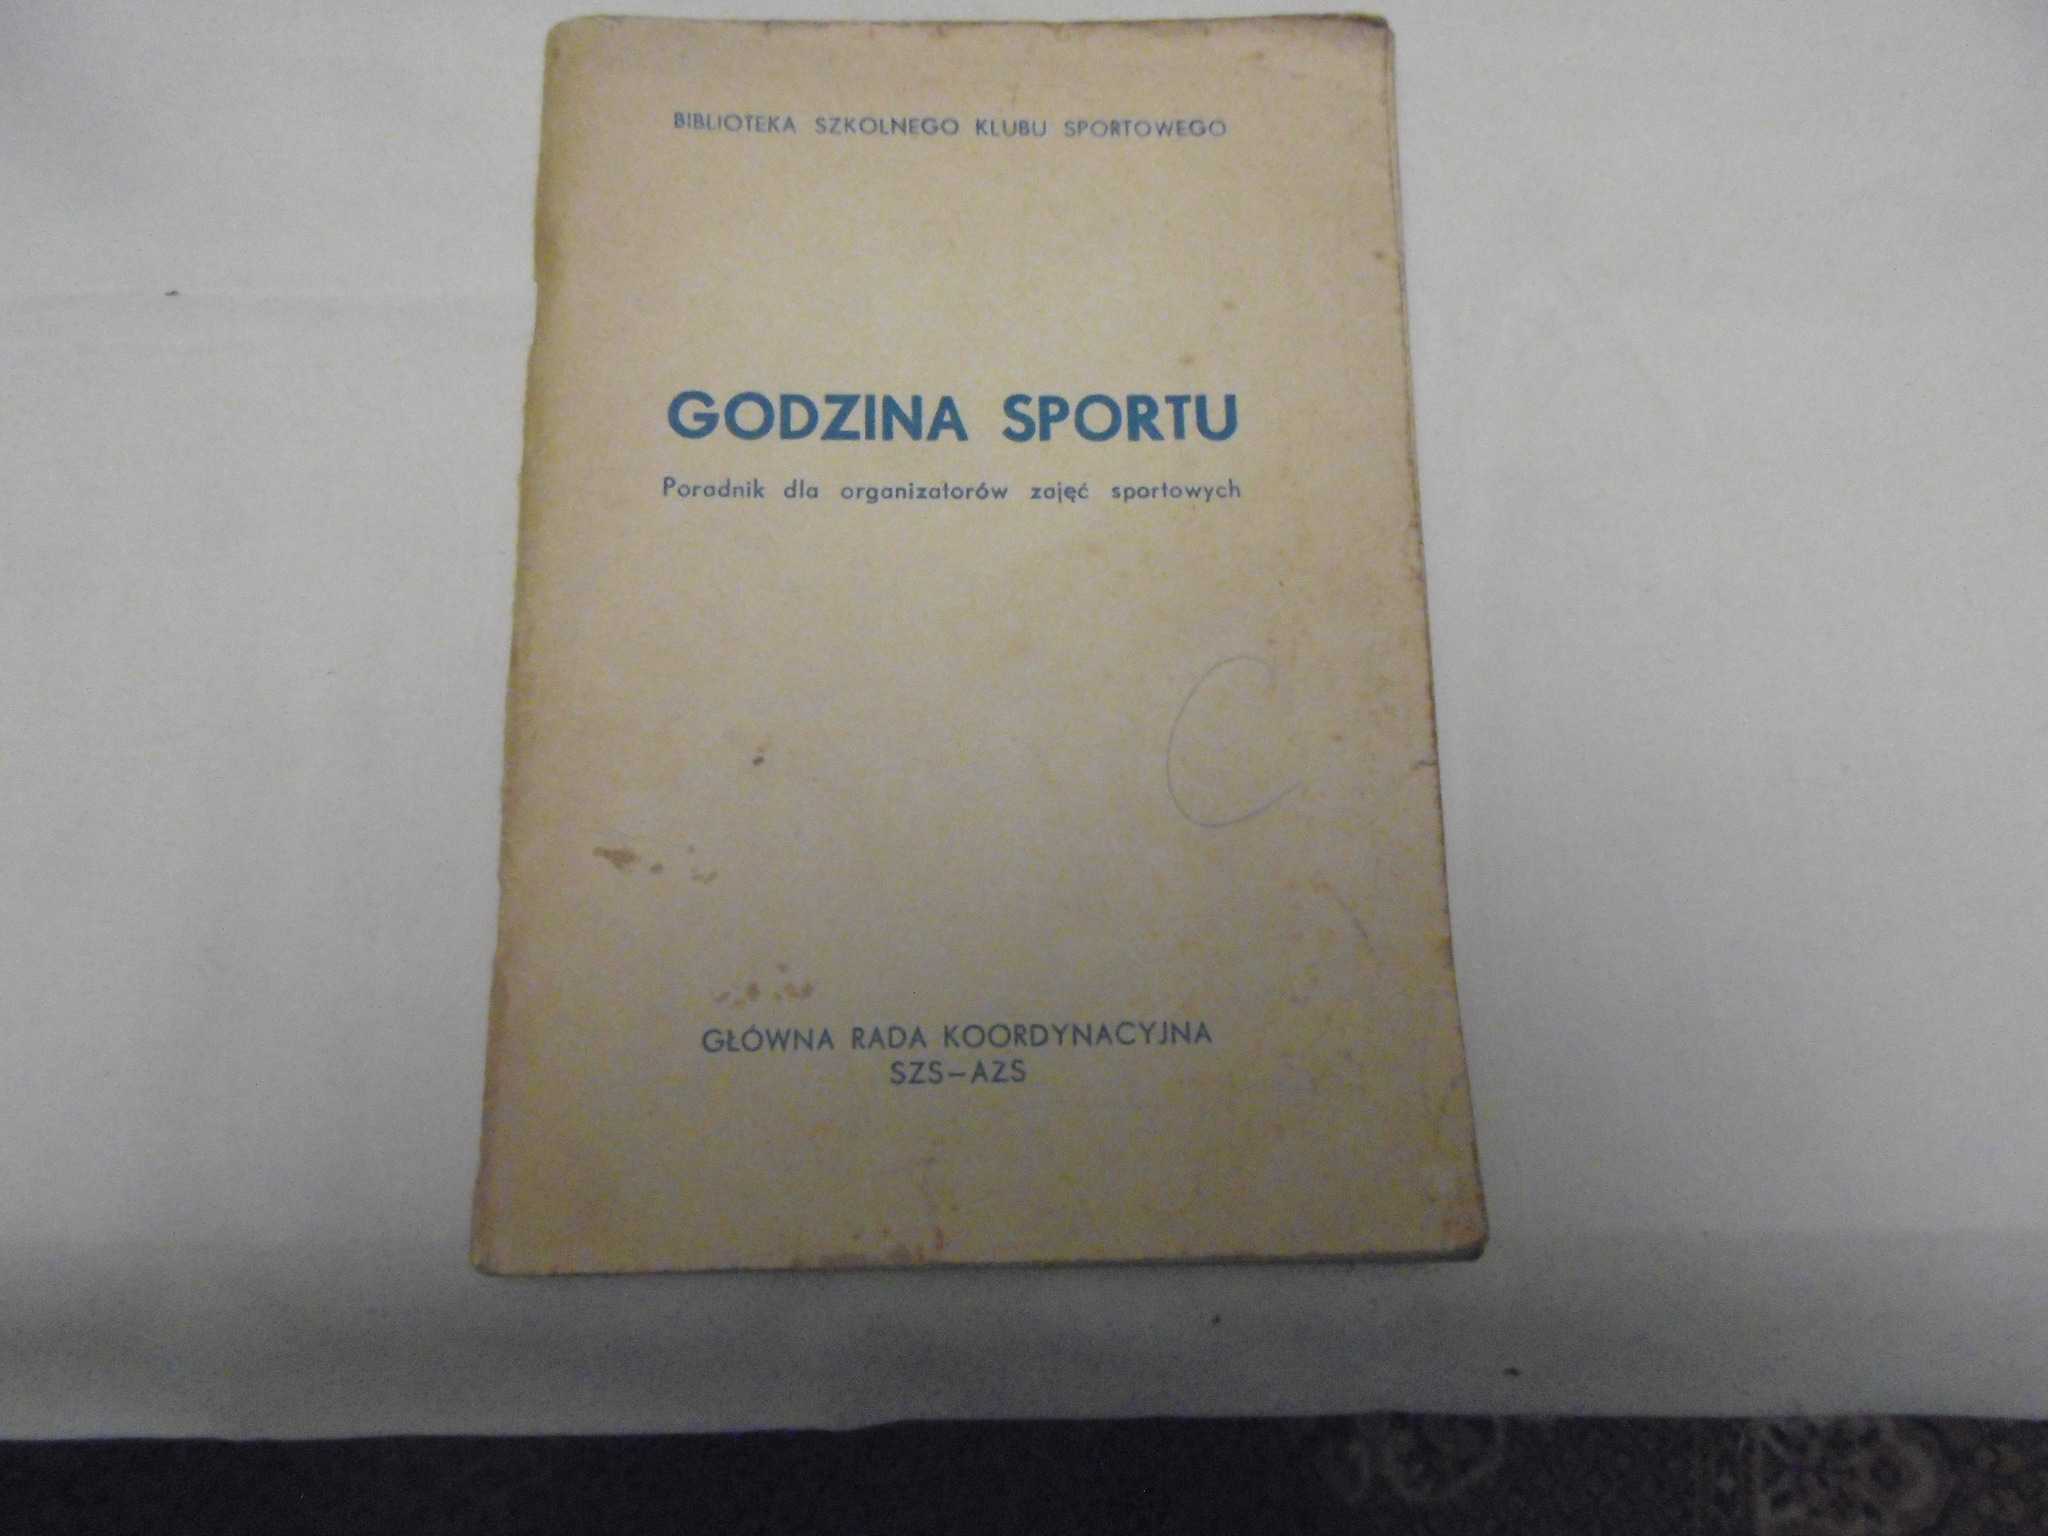 BIBLIOTEKA SZKOLNEGO KLUBU SPORTOWEGO
GODZINA SPORTU
Poradnik dla organizatorów zajęć sportowych
GŁÓWNA RADA KOORDYNACYJNA
SZS–AZS